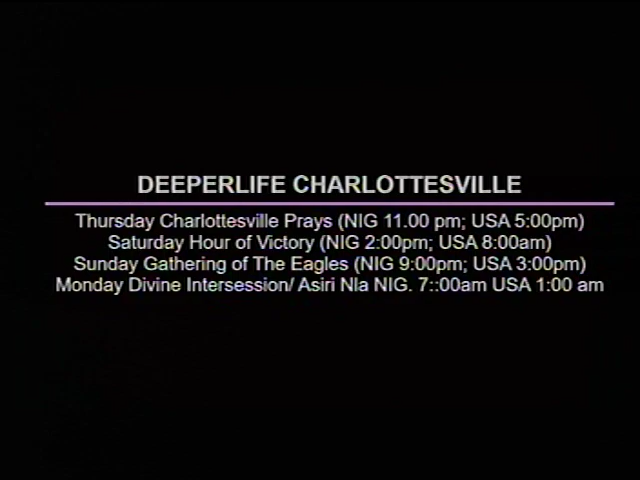 DEEPERLIFE CHARLOTTESVILLE
Thursday Charlottesville Prays (NIG 11.00 pm; USA 5:00pm)
Saturday Hour of Victory (NIG 2:00pm; USA 8:00am)
Sunday Gathering of The Eagles (NIG 9:00pm; USA 3:00pm)
Monday Divine Intersession/ Asiri Nla NIG. 7::00am USA 1:00 am